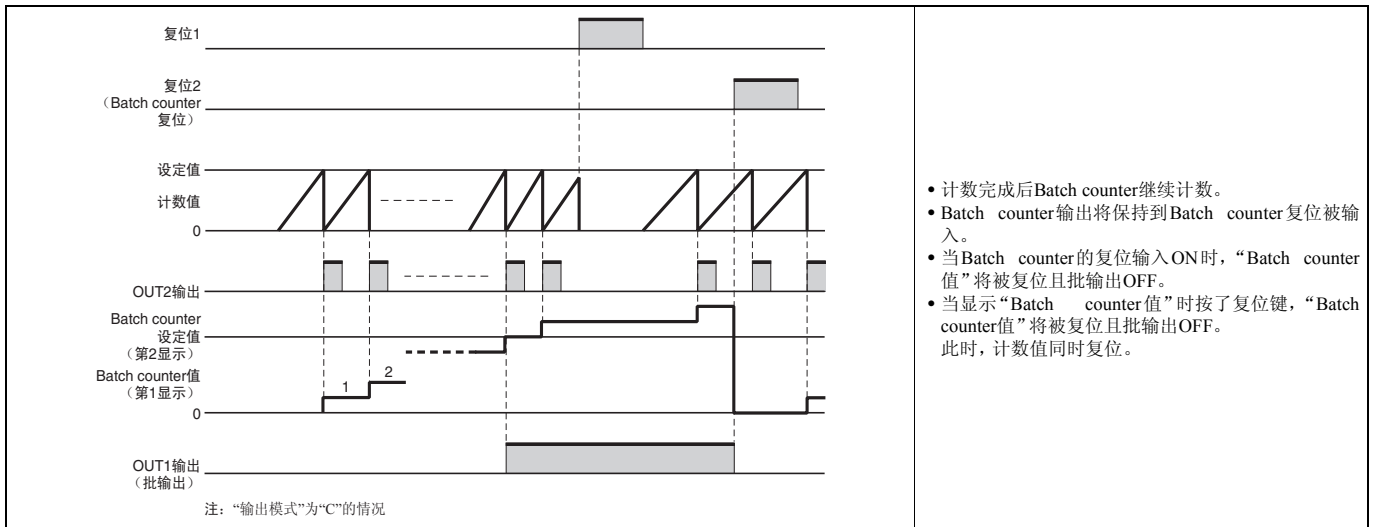 复位1
复位2
（Batch counter
复位）
设定值
计数值
0
OUT2输出
Batch counter
设定值
（第2显示）
Batch counter值
（第1显示）
1
2
0
OUT1输出
（批输出）
注：“输出模式”为“C”的情况
• 计数完成后Batch counter继续计数。
• Batch counter输出将保持到Batch counter复位被输
入。
• 当Batch counter的复位输入ON时，“Batch counter
值”将被复位且批输出OFF。
• 当显示“Batch counter值”时按了复位键，“Batch
counter值”将被复位且批输出OFF。
此时，计数值同时复位。